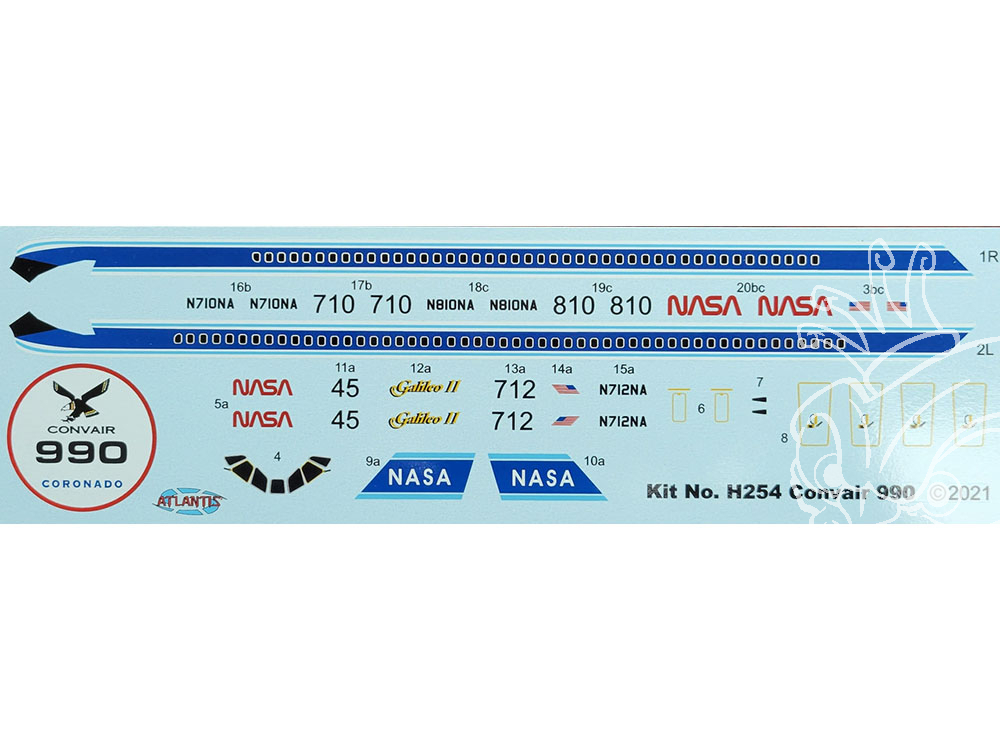 1R
16b 17b 18c 19c 20bc 3bc
N710NA N710NA 710 710 N810NA N810NA 810 810 NASA NASA
2L
11a 12a 13a 14a 15a
NASA 45 Galileo II 712 N712NA
5a 6 7
NASA 45 Galileo II 712 N712NA
8
CONVAIR
990
CORONADO
4 9a 10a
NASA NASA
ATLANTIS
Kit No. H254 Convair 990 ©2021